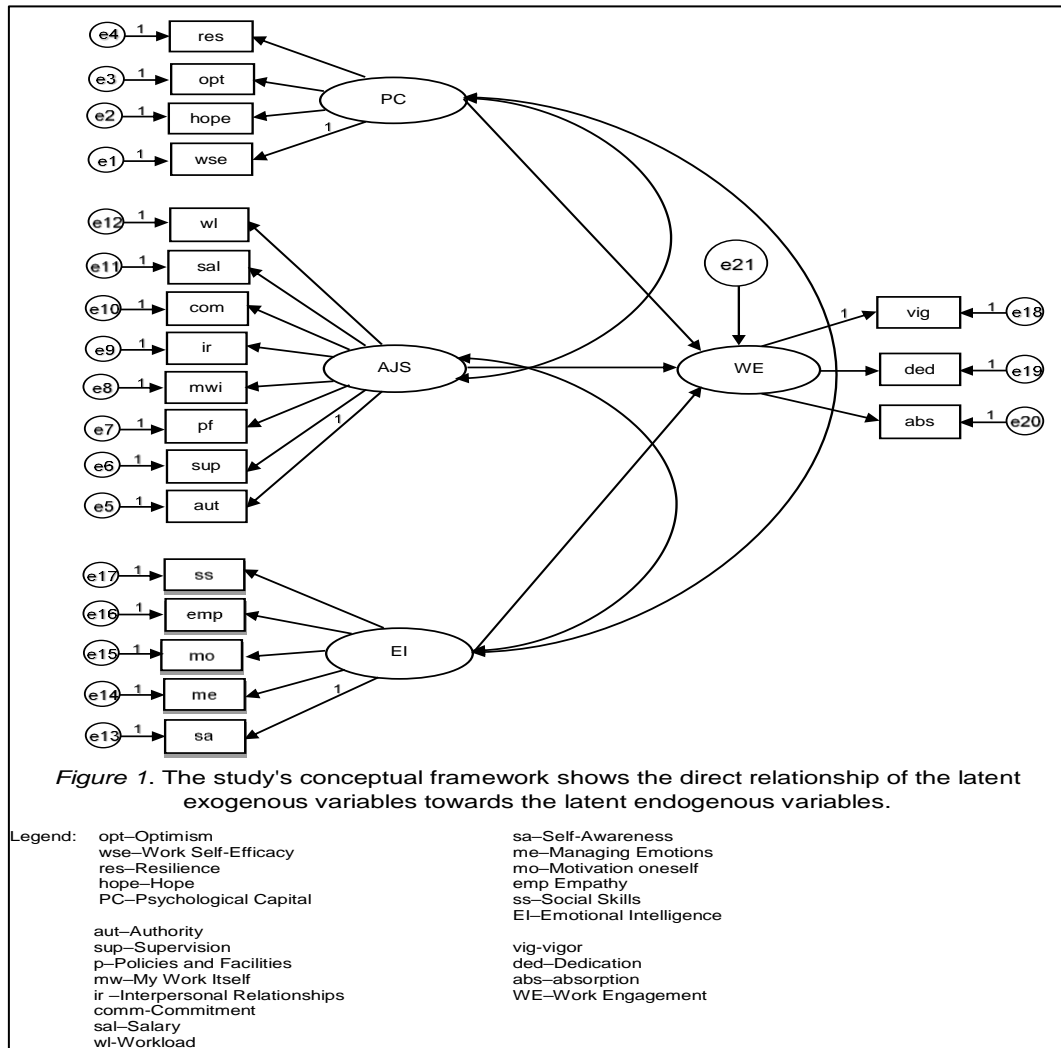 e4 1 res
e3 1 opt
e2 1 hope
e1 1 wse
1
PC
e12 1 wl
e11 1 sal
e10 1 com
e9 1 ir
e8 1 mwi
e7 1 pf
e6 1 sup
e5 1 aut
1
AJS
e21
WE
1 vig 1 e18
ded 1 e19
abs 1 e20
e17 1 ss
e16 1 emp
e15 1 mo
e14 1 me
e13 1 sa
1
EI
Figure 1. The study's conceptual framework shows the direct relationship of the latent
exogenous variables towards the latent endogenous variables.
Legend: opt–Optimism
wse–Work Self-Efficacy
res–Resilience
hope–Hope
PC–Psychological Capital
aut–Authority
sup–Supervision
p–Policies and Facilities
mw–My Work Itself
ir –Interpersonal Relationships
comm-Commitment
sal–Salary
wl-Workload
sa–Self-Awareness
me–Managing Emotions
mo–Motivation oneself
emp Empathy
ss–Social Skills
EI–Emotional Intelligence
vig-vigor
ded–Dedication
abs–absorption
WE–Work Engagement